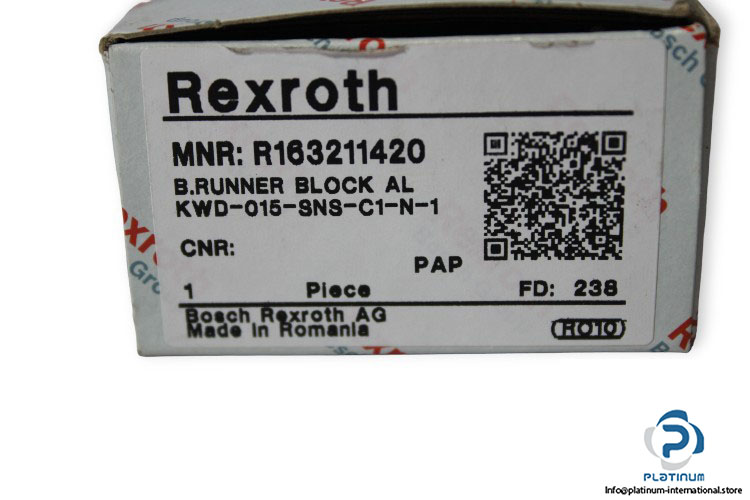 Rexroth
MNR: R163211420
B.RUNNER BLOCK AL
KWD-015-SNS-C1-N-1
CNR:
PAP
1 Piece FD: 238
Bosch Rexroth AG
Made in Romania
RO10
PLATINUM
Info@platinum-international.store